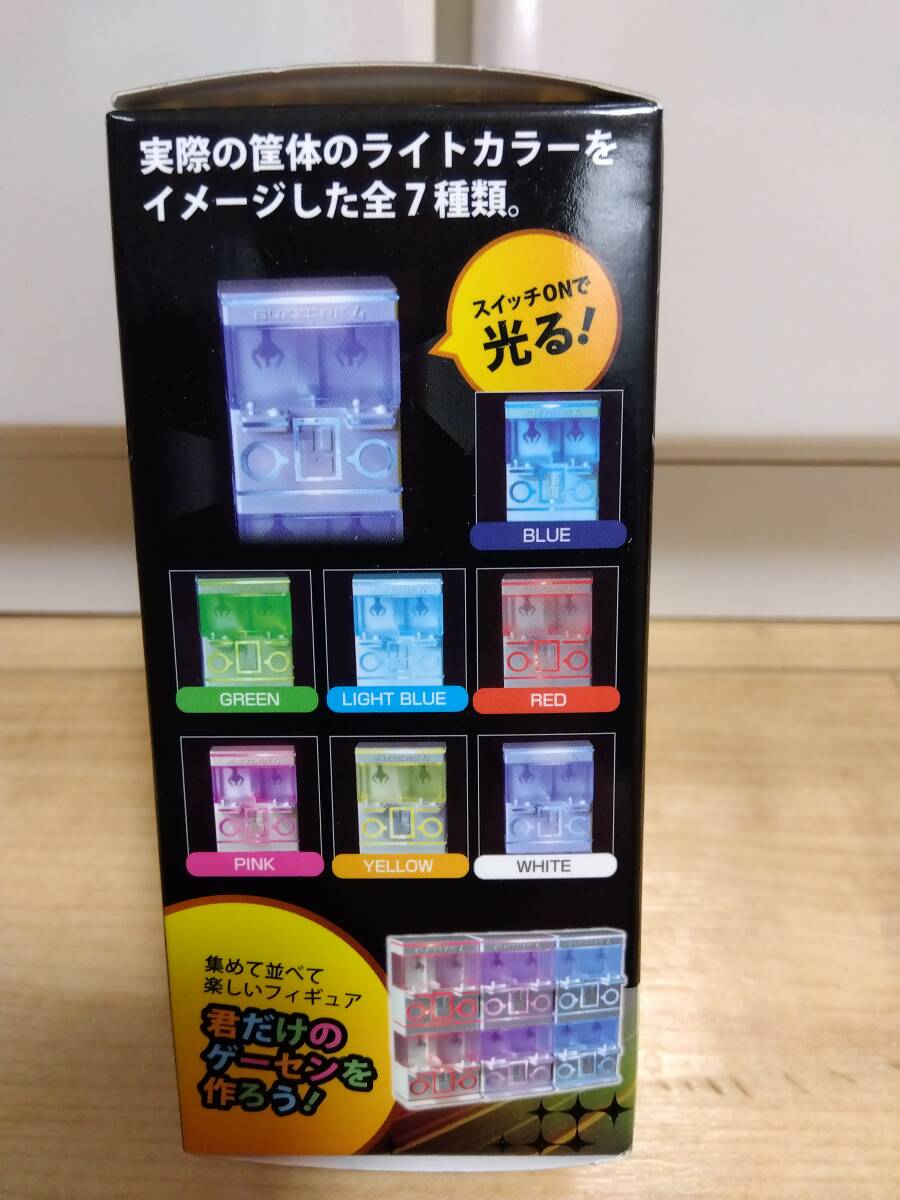 実際の筐体のライトカラーを
イメージした全7種類。
スイッチONで
光る!
BUZZCRE 4
BLUE
GREEN
LIGHT BLUE
RED
PINK
YELLOW
WHITE
集めて並べて
楽しいフィギュア
君だけの
ゲーセンを
作ろう!